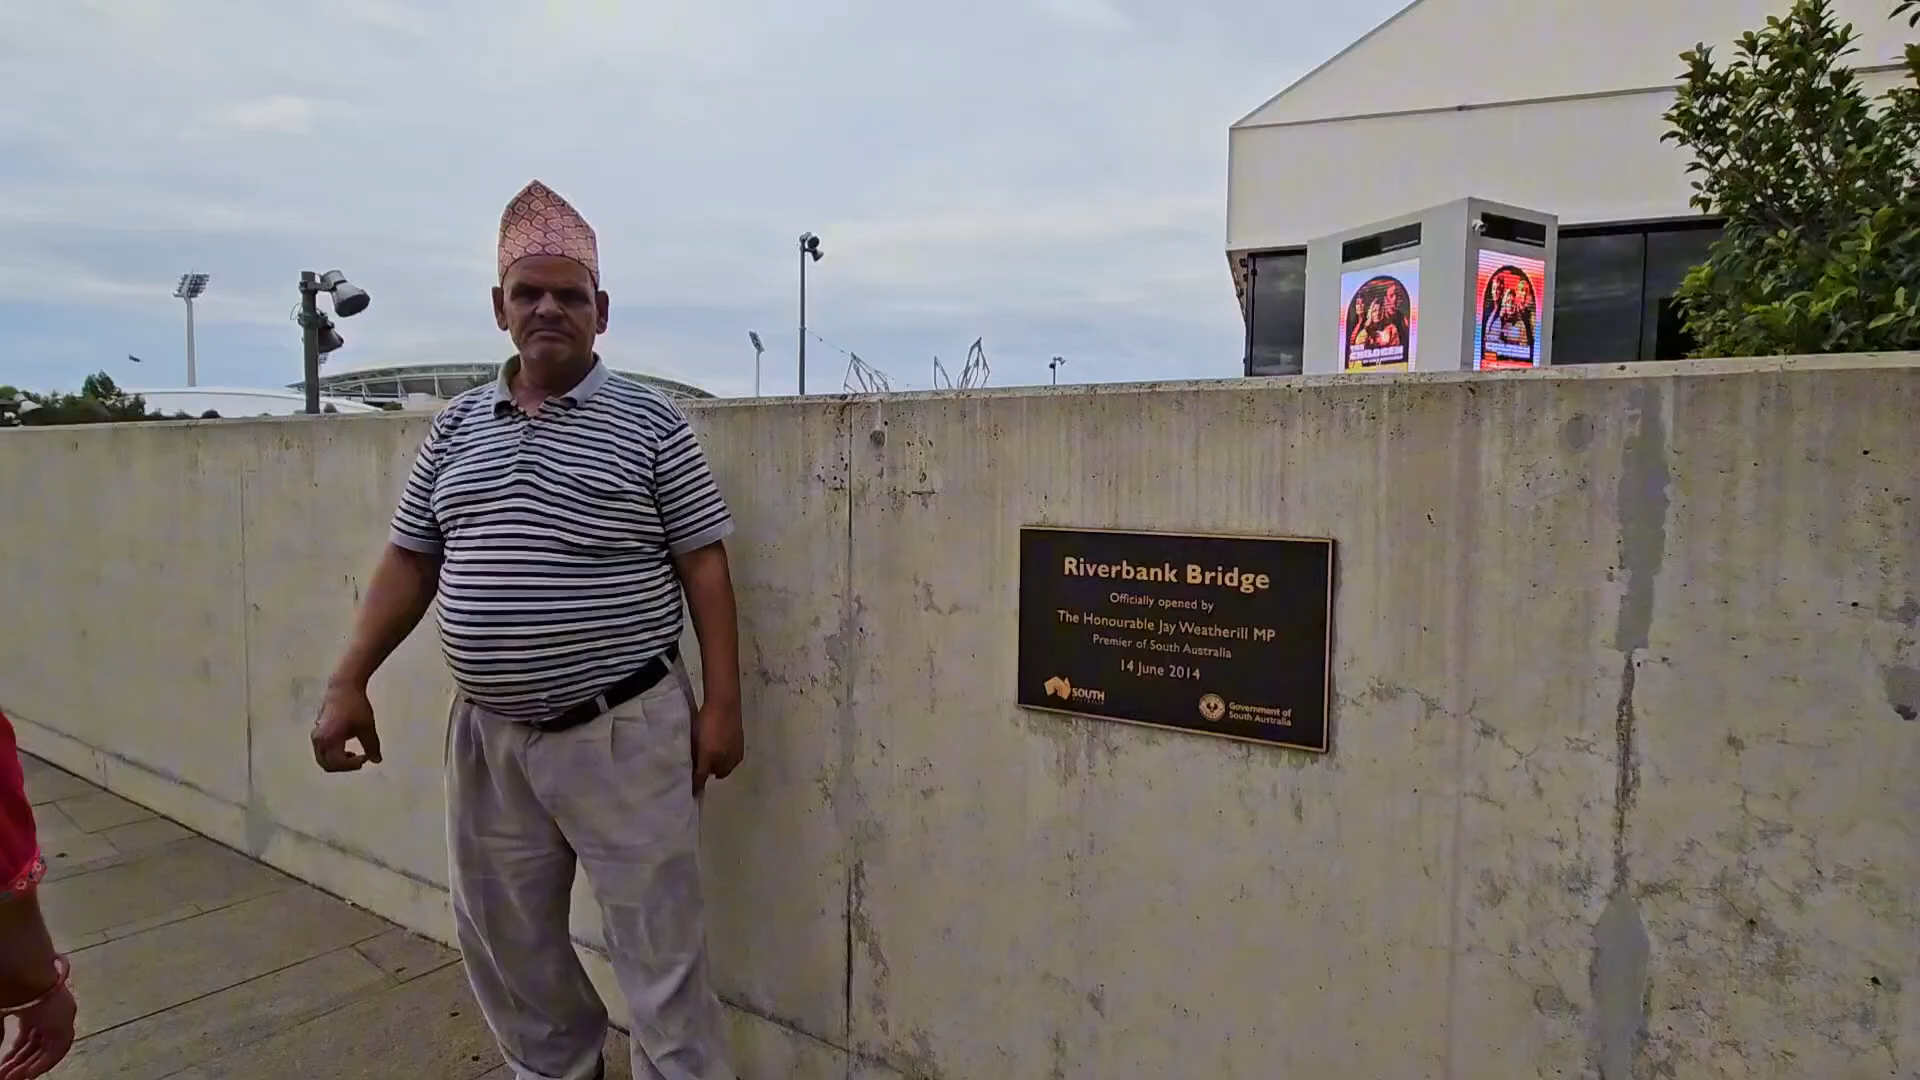 Riverbank Bridge
Officially opened by
The Honourable Jay Weatherill MP
Premier of South Australia
14 June 2014
SOUTH
AUSTRALIA
Government of
South Australia